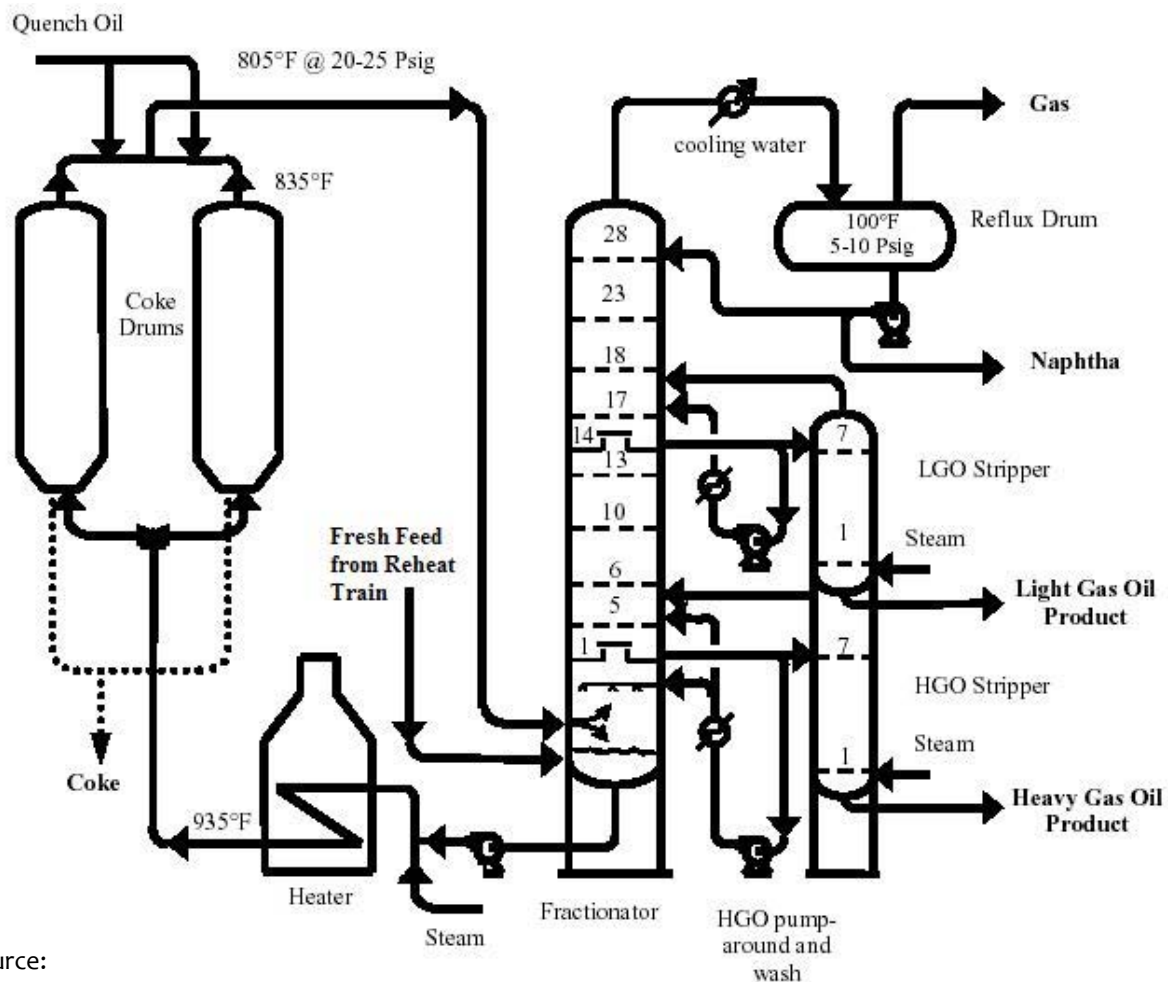 Quench Oil
805°F @ 20-25 Psig
835°F
Coke
Drums
cooling water
Gas
100°F
5-10 Psig
Reflux Drum
Naphtha
28
23
18
17
14
13
10
6
5
1
7
LGO Stripper
1
Steam
Light Gas Oil
Product
7
HGO Stripper
1
Steam
Heavy Gas Oil
Product
Fresh Feed
from Reheat
Train
Coke
935°F
Heater
Steam
Fractionator
HGO pump-
around and
wash
urce: